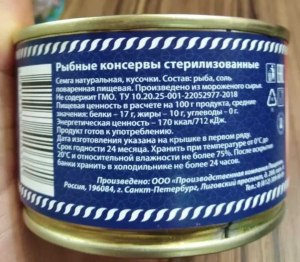 Рыбные консервы стерилизованные
Семга натуральная, кусочки. Состав: рыба, соль
поваренная пищевая. Произведено из мороженого сырья.
Не содержит ГМО. ТУ 10.20.25-001-22052977-2018
Пищевая ценность в расчете на 100 г продукта, средние
значения: белки – 17 г, жиры – 10 г, углеводы – 0 г.
Энергетическая ценность – 170 ккал/712 кДж.
Продукт готов к употреблению.
Дата изготовления указана на крышке в первом ряду.
Срок годности 24 месяца. Хранить при температуре от 0°С до
20°С и относительной влажности не более 75%. После вскрытия
банки хранить в холодильнике не более 24 часов.
Произведено: ООО "Производственная компания
Россия, 196084, г. Санкт-Петербург, Лиговский